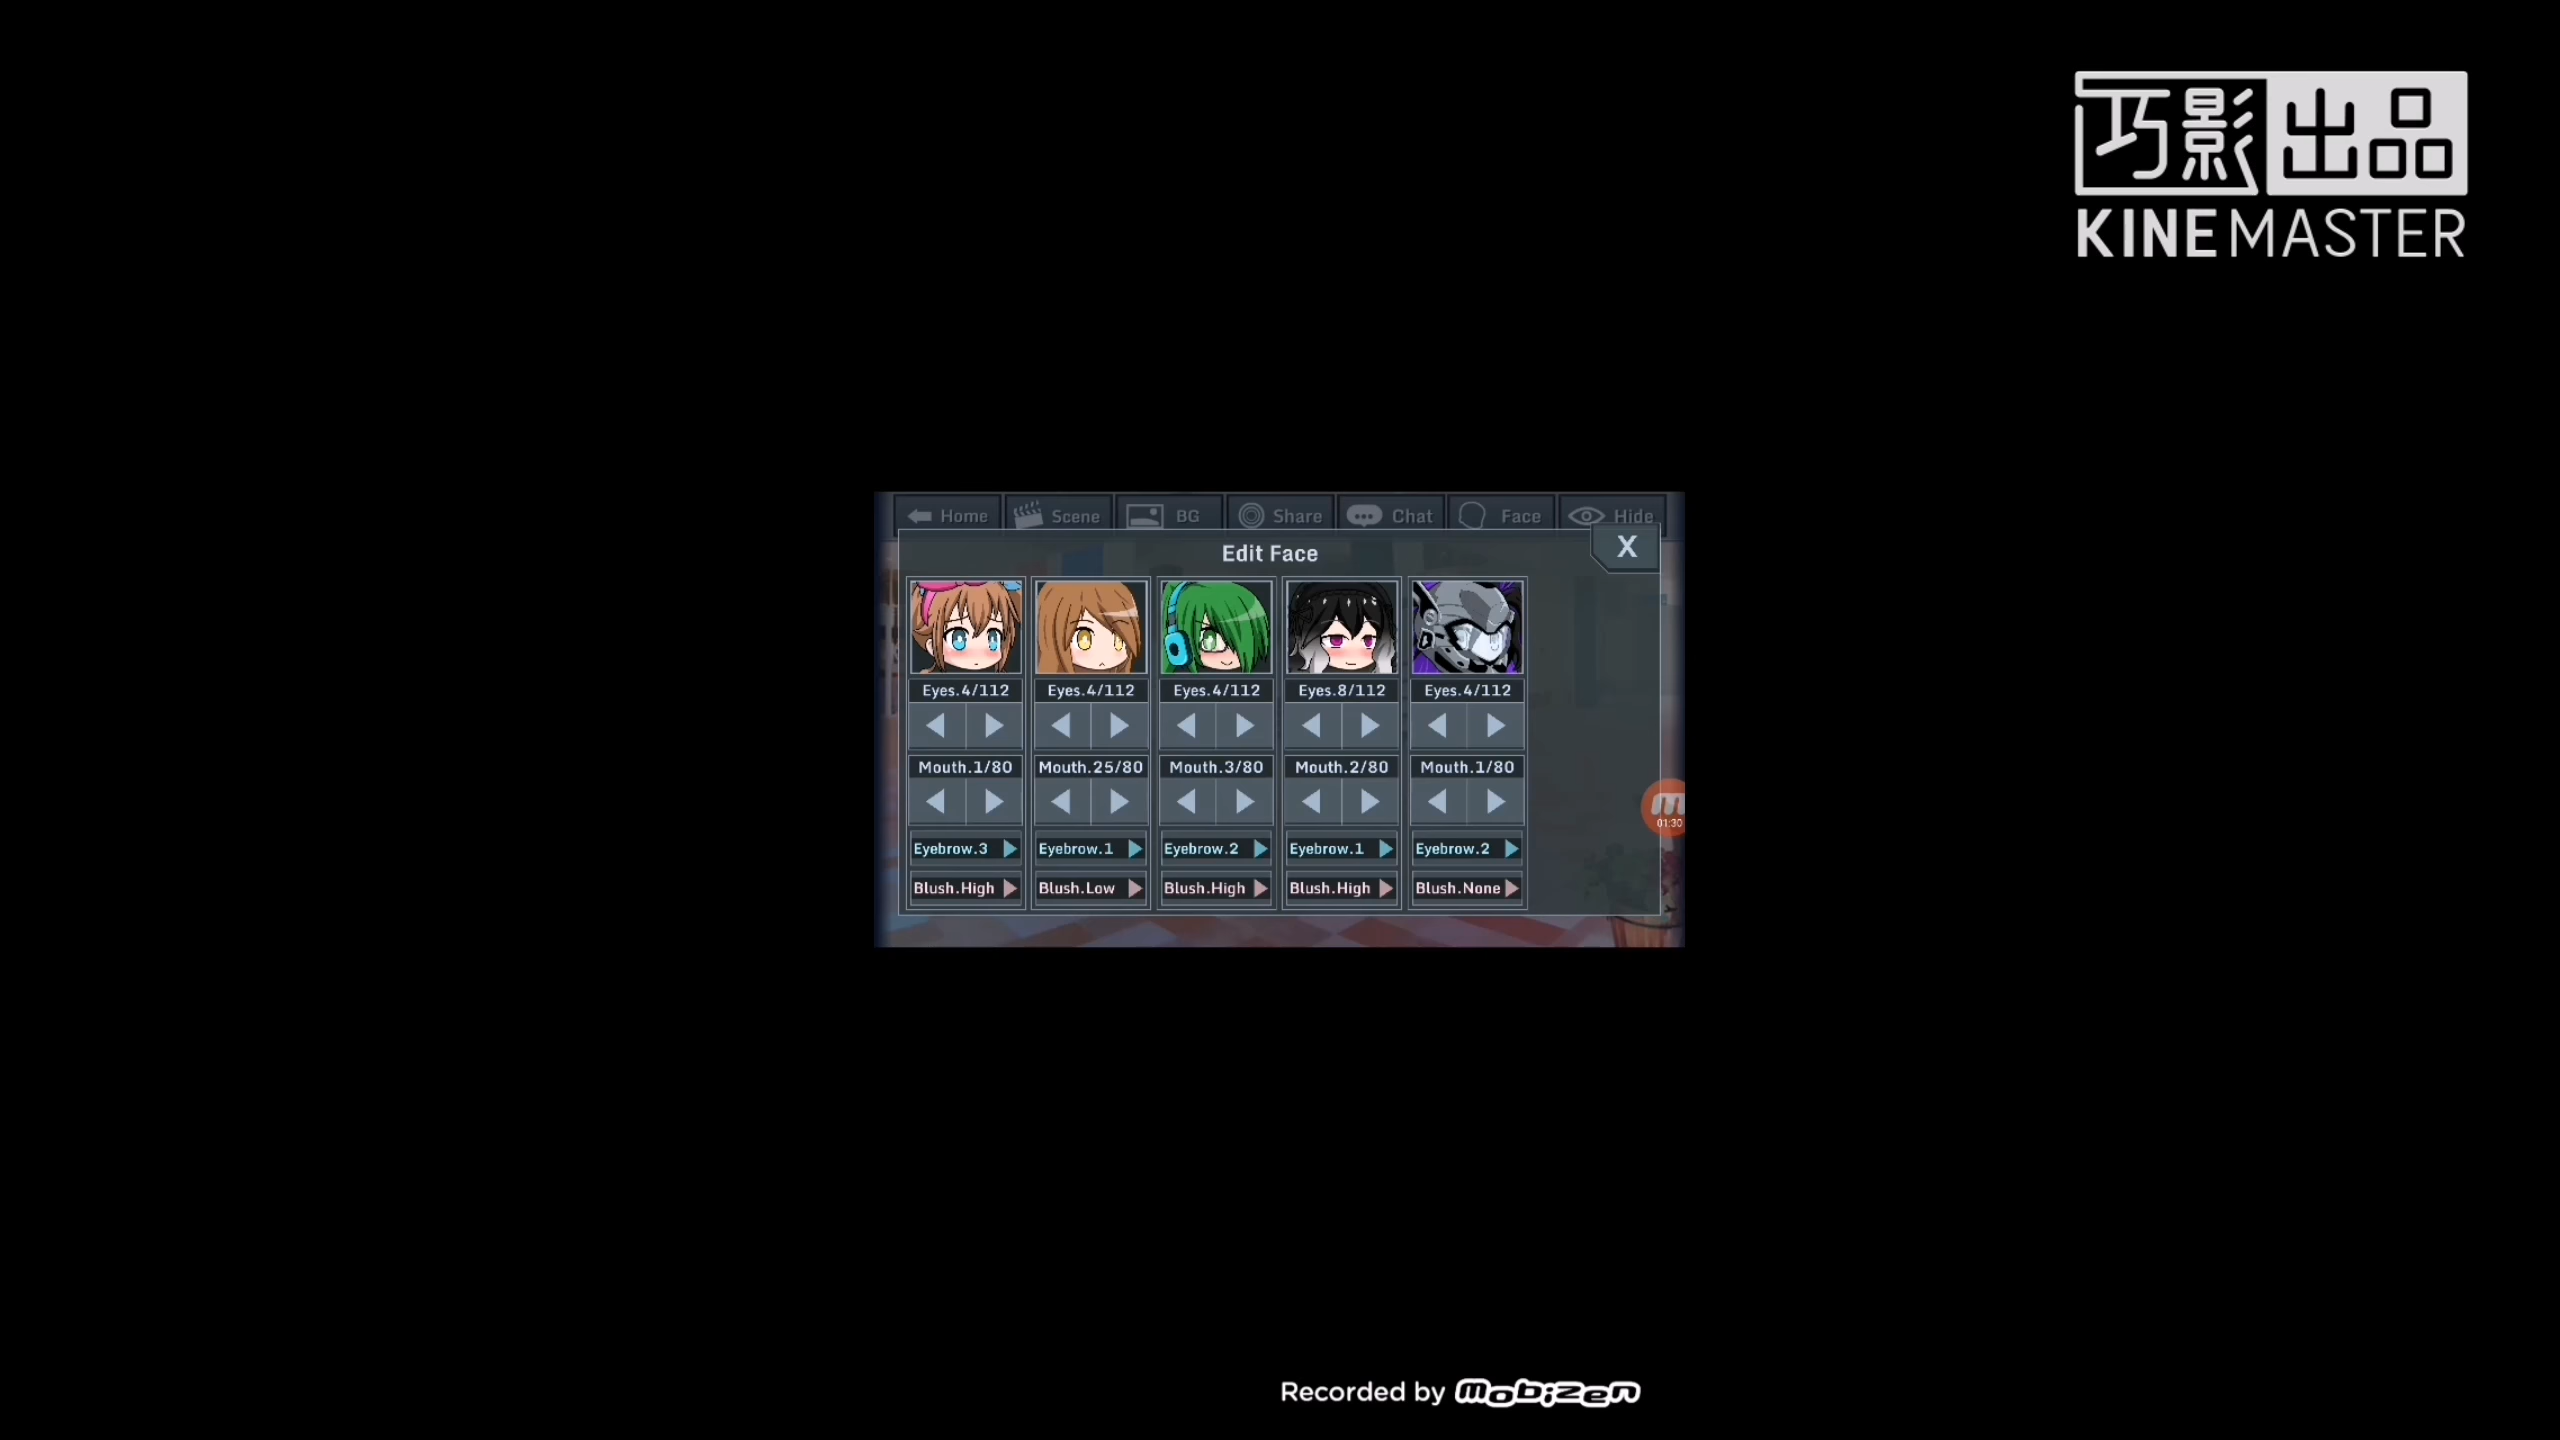 巧影出品
KINEMASTER
Home Scene BG Share Chat Face Hide
Edit Face X
Eyes.4/112 Eyes.4/112 Eyes.4/112 Eyes.8/112 Eyes.4/112
Mouth.1/80 Mouth.25/80 Mouth.3/80 Mouth.2/80 Mouth.1/80
01:30
Eyebrow.3 Eyebrow.1 Eyebrow.2 Eyebrow.1 Eyebrow.2
Blush.High Blush.Low Blush.High Blush.High Blush.None
Recorded by mobizen